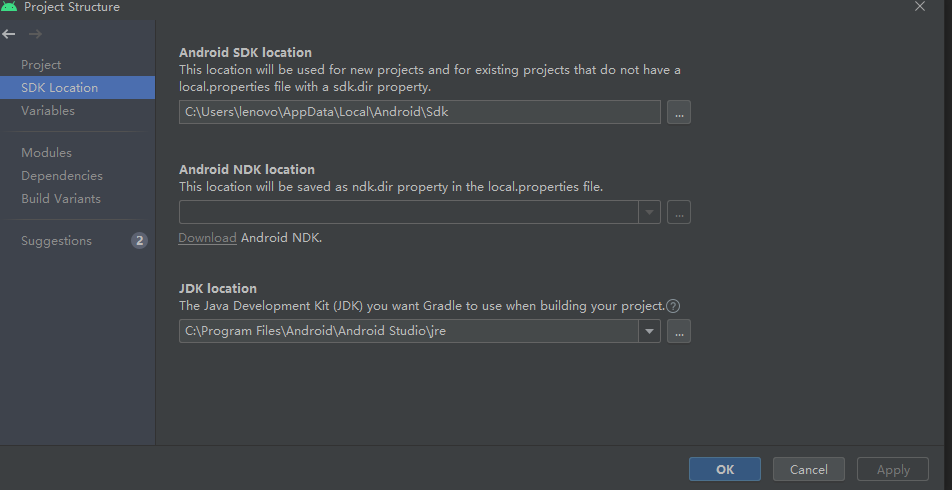 Project Structure
Project
SDK Location
Variables
Modules
Dependencies
Build Variants
Suggestions 2
Android SDK location
This location will be used for new projects and for existing projects that do not have a
local.properties file with a sdk.dir property.
C:\Users\lenovo\AppData\Local\Android\Sdk
...
Android NDK location
This location will be saved as ndk.dir property in the local.properties file.
...
Download Android NDK.
JDK location
The Java Development Kit (JDK) you want Gradle to use when building your project. ?
C:\Program Files\Android\Android Studio\jre
...
OK Cancel Apply